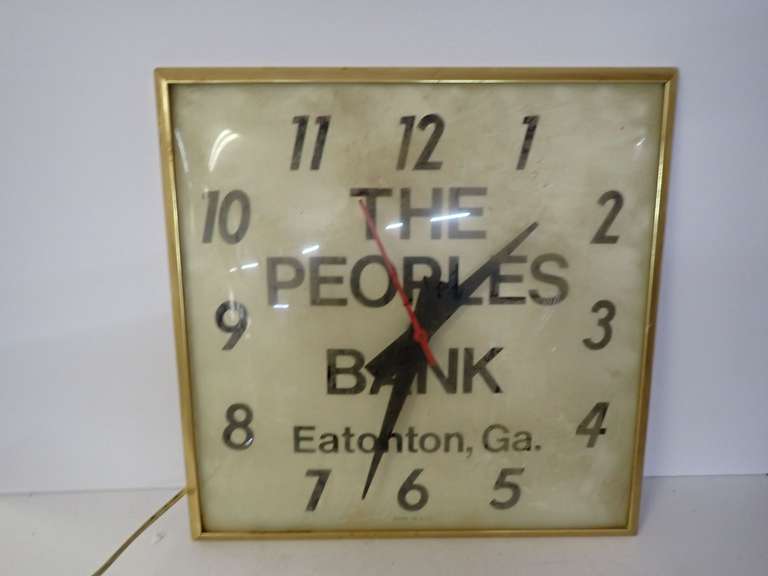 11 12 1
10 THE 2
PEOPLES
9 3
BANK
8 Eatonton, Ga. 4
7 6 5